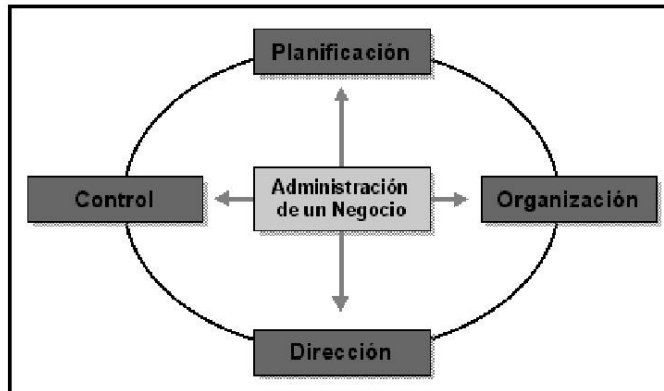 Planificación
Control
Administración
de un Negocio
Organización
Dirección